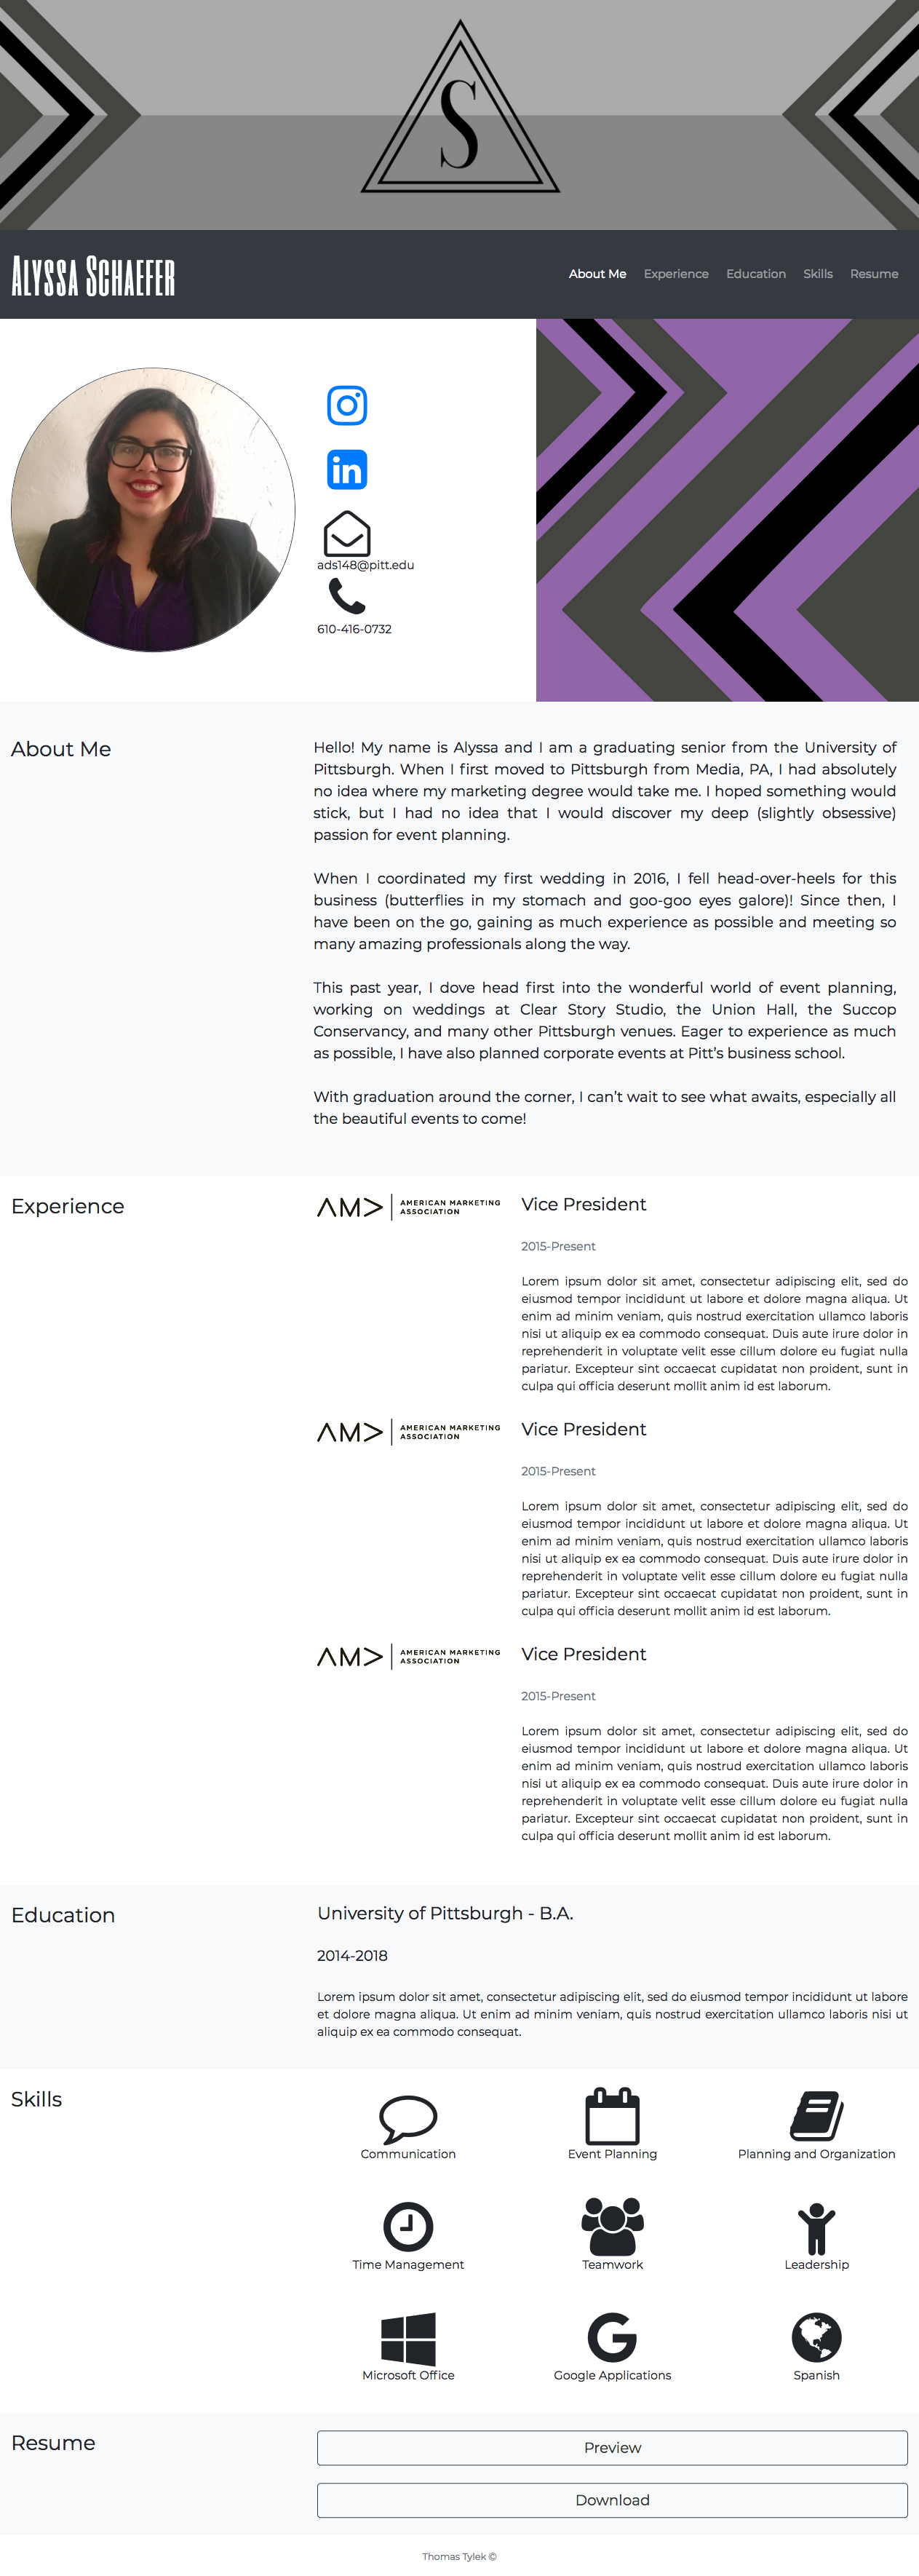 S
Alyssa Schaefer
About Me Experience Education Skills Resume
in
ads148@pitt.edu
610-416-0732
About Me
Hello! My name is Alyssa and I am a graduating senior from the University of
Pittsburgh. When I first moved to Pittsburgh from Media, PA, I had absolutely
no idea where my marketing degree would take me. I hoped something would
stick, but I had no idea that I would discover my deep (slightly obsessive)
passion for event planning.
When I coordinated my first wedding in 2016, I fell head-over-heels for this
business (butterflies in my stomach and goo-goo eyes galore)! Since then, I
have been on the go, gaining as much experience as possible and meeting so
many amazing professionals along the way.
This past year, I dove head first into the wonderful world of event planning,
working on weddings at Clear Story Studio, the Union Hall, the Succop
Conservancy, and many other Pittsburgh venues. Eager to experience as much
as possible, I have also planned corporate events at Pitt’s business school.
With graduation around the corner, I can’t wait to see what awaits, especially all
the beautiful events to come!
Experience
AMA AMERICAN MARKETING
ASSOCIATION
Vice President
2015-Present
Lorem ipsum dolor sit amet, consectetur adipiscing elit, sed do
eiusmod tempor incididunt ut labore et dolore magna aliqua. Ut
enim ad minim veniam, quis nostrud exercitation ullamco laboris
nisi ut aliquip ex ea commodo consequat. Duis aute irure dolor in
reprehenderit in voluptate velit esse cillum dolore eu fugiat nulla
pariatur. Excepteur sint occaecat cupidatat non proident, sunt in
culpa qui officia deserunt mollit anim id est laborum.
AMA AMERICAN MARKETING
ASSOCIATION
Vice President
2015-Present
Lorem ipsum dolor sit amet, consectetur adipiscing elit, sed do
eiusmod tempor incididunt ut labore et dolore magna aliqua. Ut
enim ad minim veniam, quis nostrud exercitation ullamco laboris
nisi ut aliquip ex ea commodo consequat. Duis aute irure dolor in
reprehenderit in voluptate velit esse cillum dolore eu fugiat nulla
pariatur. Excepteur sint occaecat cupidatat non proident, sunt in
culpa qui officia deserunt mollit anim id est laborum.
AMA AMERICAN MARKETING
ASSOCIATION
Vice President
2015-Present
Lorem ipsum dolor sit amet, consectetur adipiscing elit, sed do
eiusmod tempor incididunt ut labore et dolore magna aliqua. Ut
enim ad minim veniam, quis nostrud exercitation ullamco laboris
nisi ut aliquip ex ea commodo consequat. Duis aute irure dolor in
reprehenderit in voluptate velit esse cillum dolore eu fugiat nulla
pariatur. Excepteur sint occaecat cupidatat non proident, sunt in
culpa qui officia deserunt mollit anim id est laborum.
Education
University of Pittsburgh - B.A.
2014-2018
Lorem ipsum dolor sit amet, consectetur adipiscing elit, sed do eiusmod tempor incididunt ut labore
et dolore magna aliqua. Ut enim ad minim veniam, quis nostrud exercitation ullamco laboris nisi ut
aliquip ex ea commodo consequat.
Skills
Communication Event Planning Planning and Organization
Time Management Teamwork Leadership
G
Microsoft Office Google Applications Spanish
Resume
Preview
Download
Thomas Tylek ©